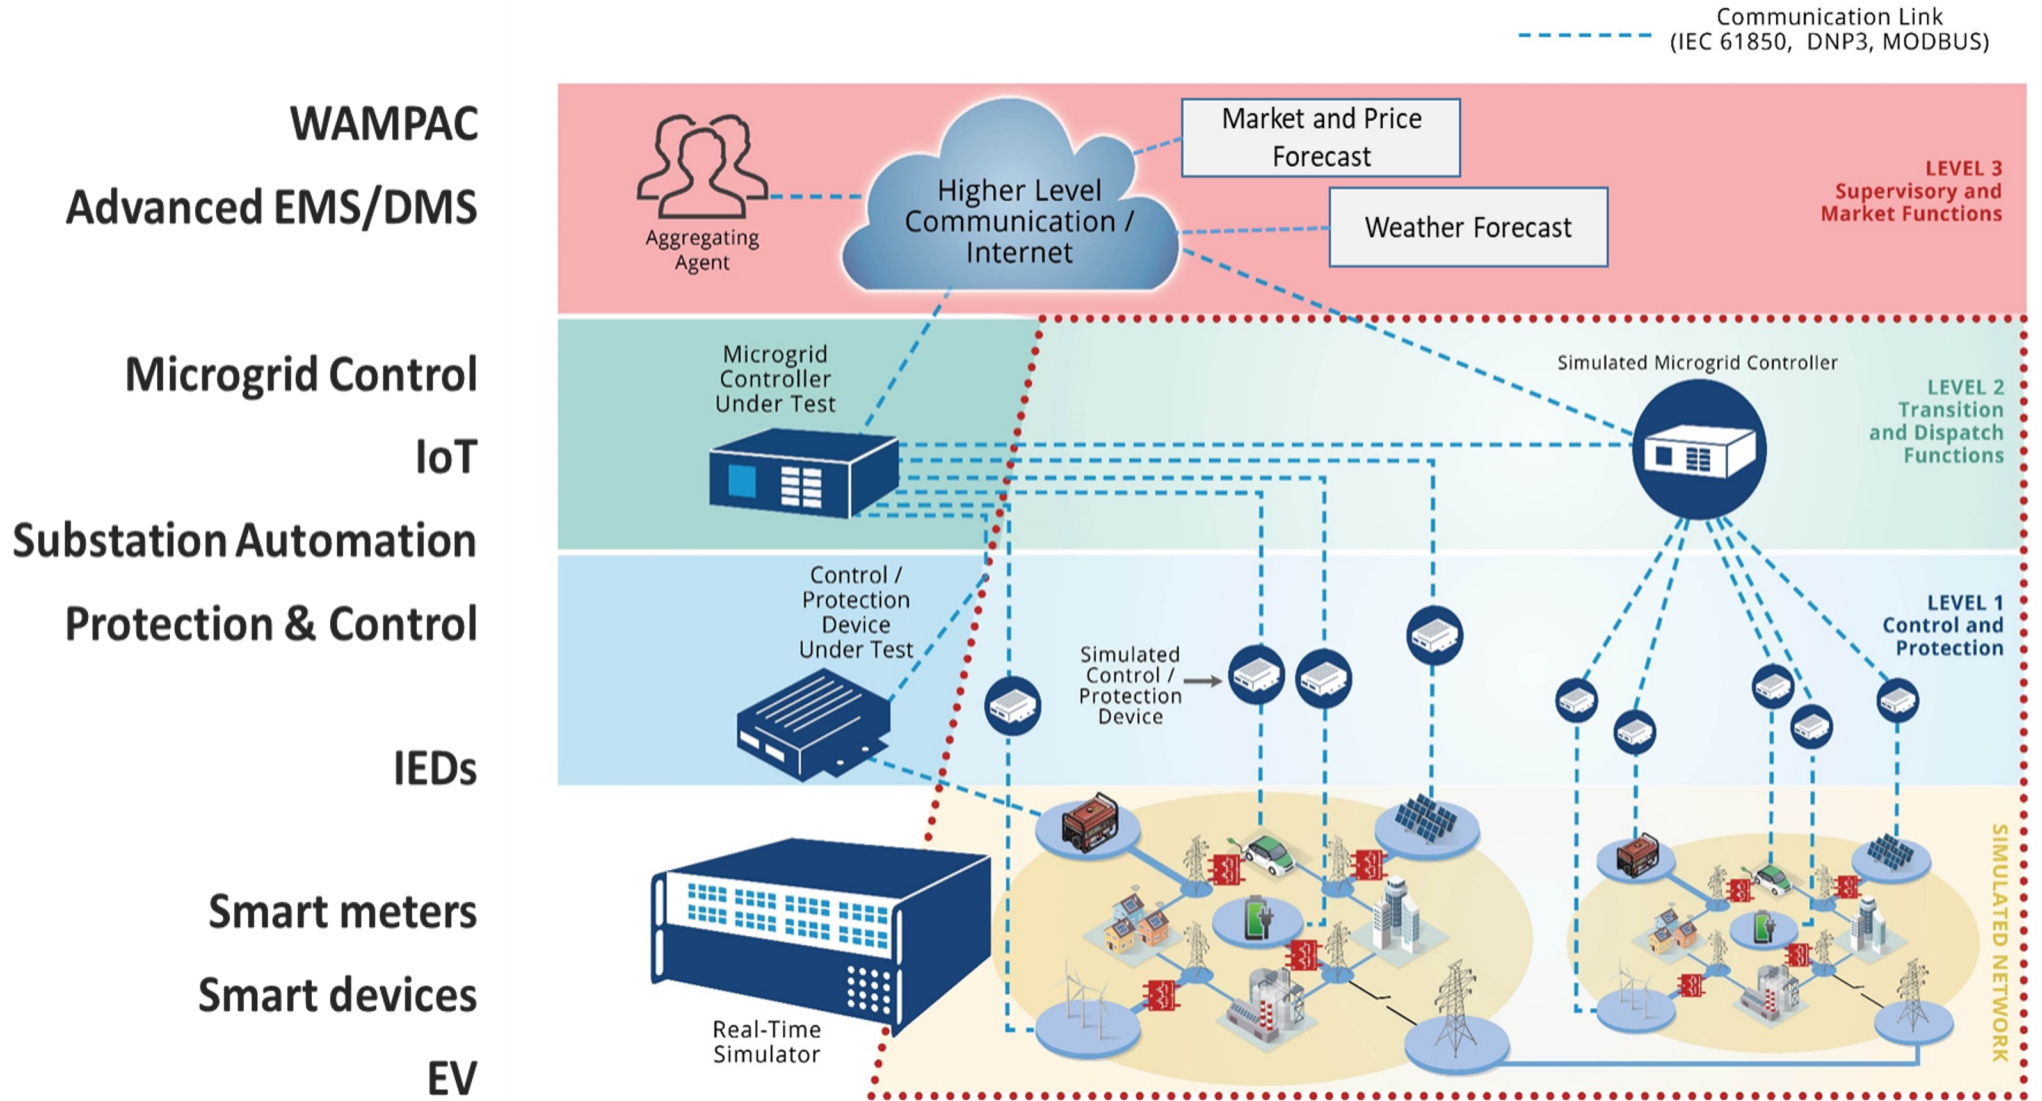 Communication Link
(IEC 61850, DNP3, MODBUS)
WAMPAC
Advanced EMS/DMS
Microgrid Control
IoT
Substation Automation
Protection & Control
IEDs
Smart meters
Smart devices
EV
Aggregating
Agent
Higher Level
Communication /
Internet
Market and Price
Forecast
Weather Forecast
LEVEL 3
Supervisory and
Market Functions
Microgrid
Controller
Under Test
Simulated Microgrid Controller
LEVEL 2
Transition
and Dispatch
Functions
Control /
Protection
Device
Under Test
Simulated
Control /
Protection
Device
LEVEL 1
Control and
Protection
Real-Time
Simulator
SIMULATED NETWORK